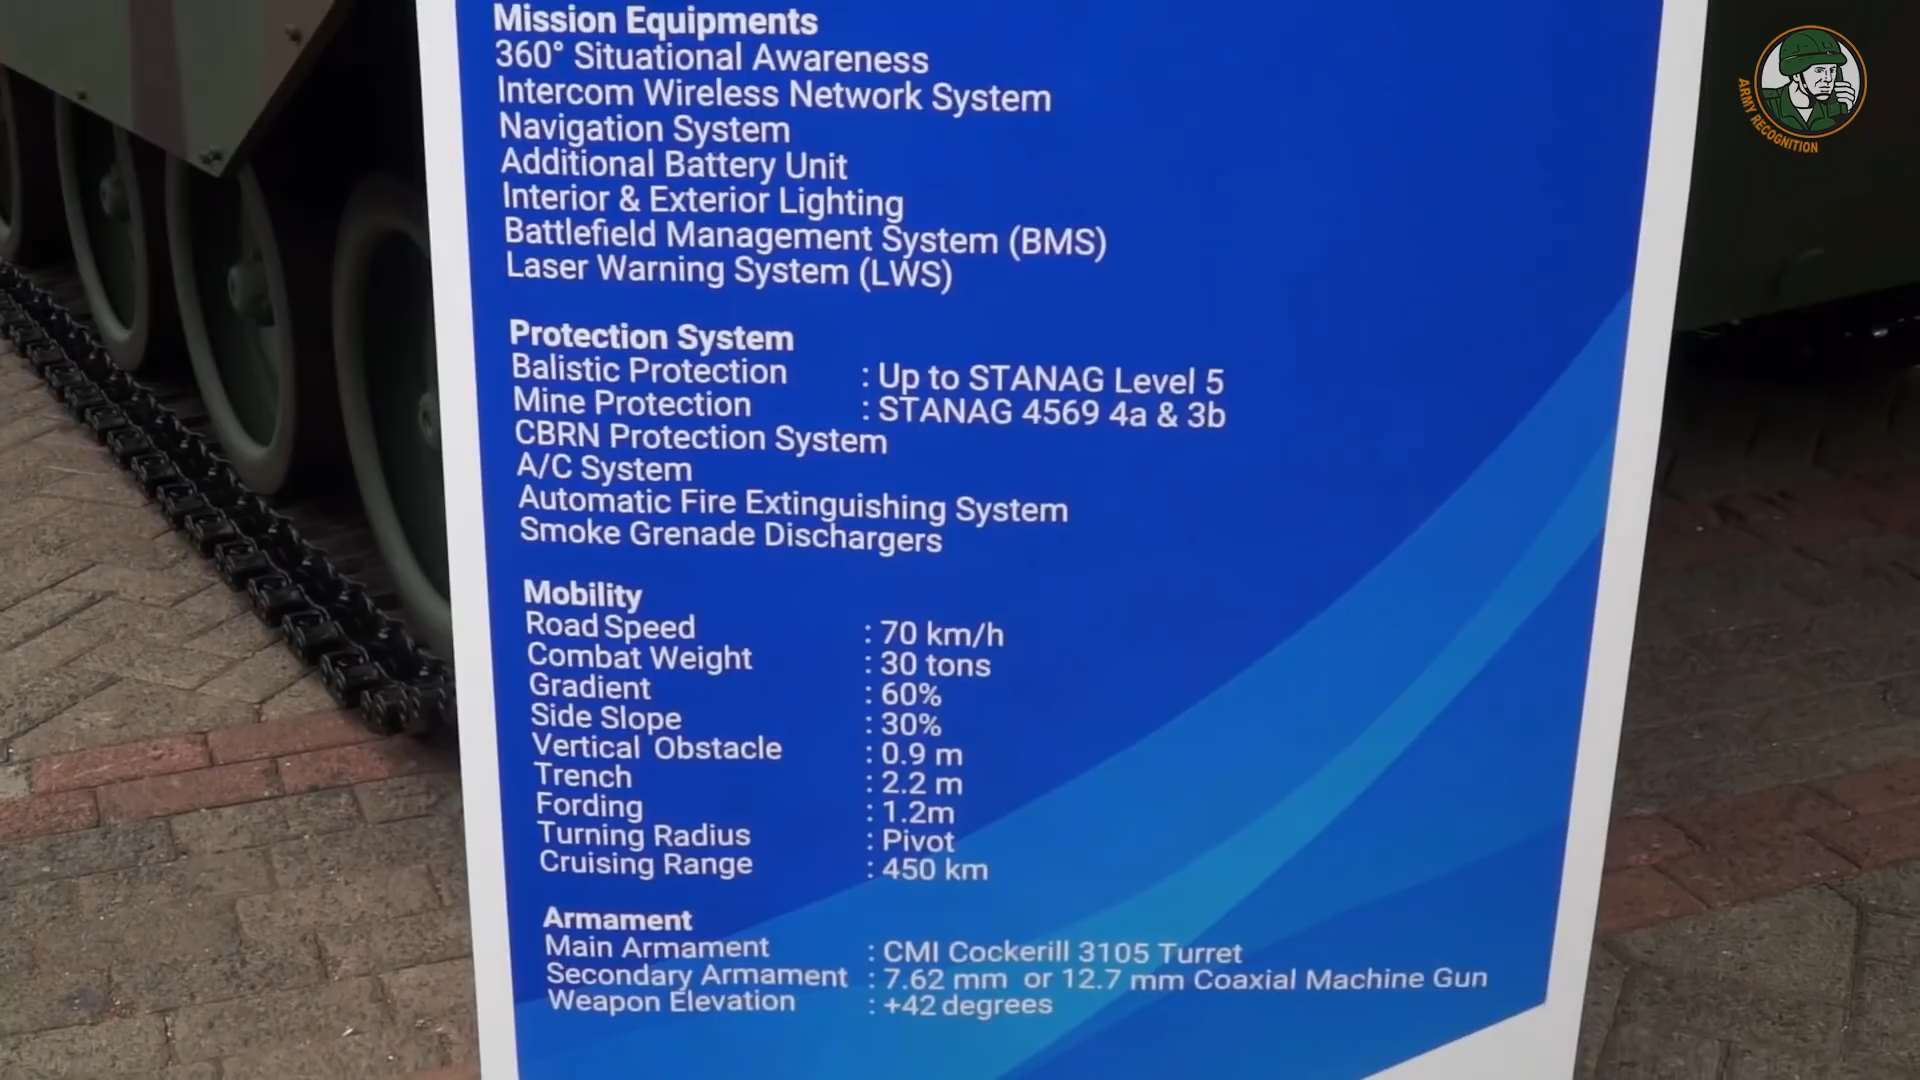 Mission Equipments
360° Situational Awareness
Intercom Wireless Network System
Navigation System
Additional Battery Unit
Interior & Exterior Lighting
Battlefield Management System (BMS)
Laser Warning System (LWS)
Protection System
Balistic Protection : Up to STANAG Level 5
Mine Protection : STANAG 4569 4a & 3b
CBRN Protection System
A/C System
Automatic Fire Extinguishing System
Smoke Grenade Dischargers
Mobility
Road Speed : 70 km/h
Combat Weight : 30 tons
Gradient : 60%
Side Slope : 30%
Vertical Obstacle : 0.9 m
Trench : 2.2 m
Fording : 1.2m
Turning Radius : Pivot
Cruising Range : 450 km
Armament
Main Armament : CMI Cockerill 3105 Turret
Secondary Armament : 7.62 mm or 12.7 mm Coaxial Machine Gun
Weapon Elevation : +42 degrees
ARMY RECOGNITION